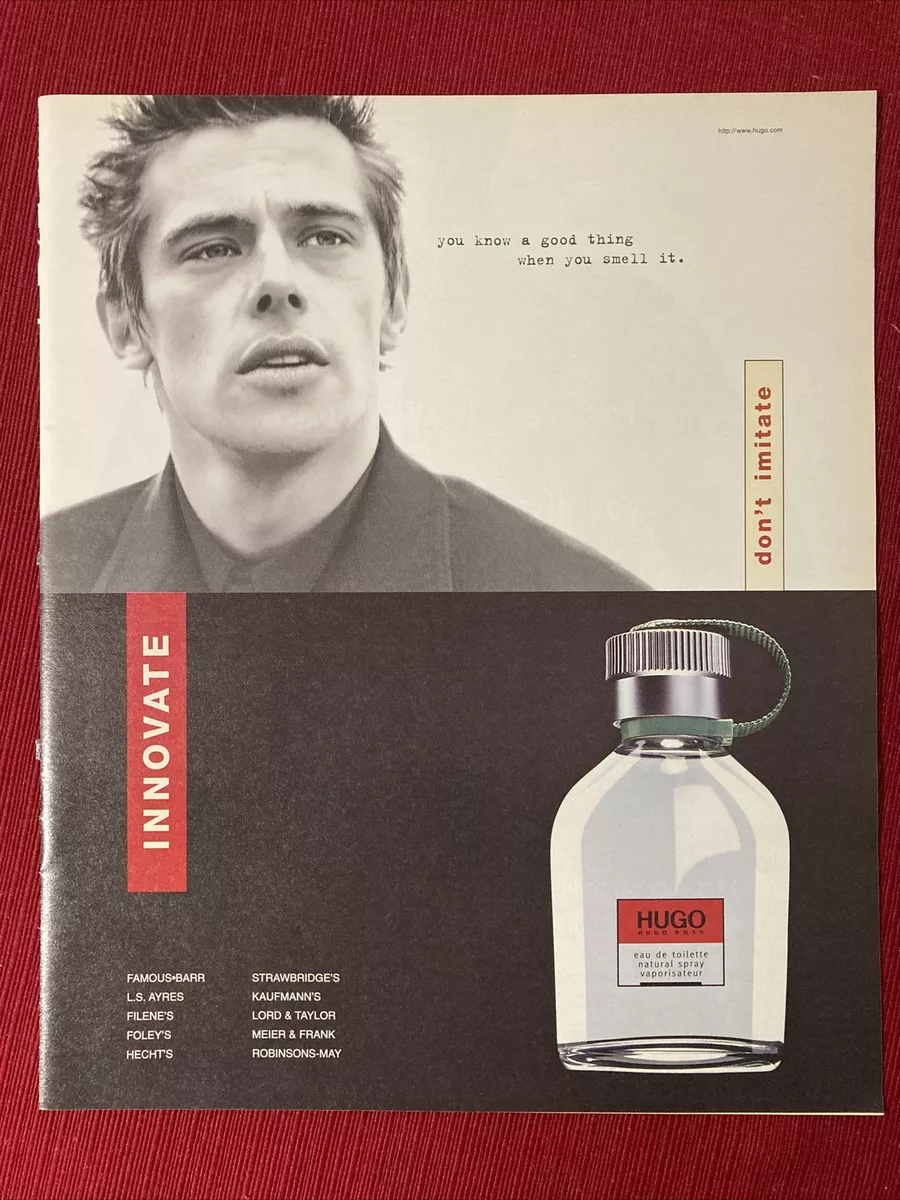 http://www.hugo.com
you know a good thing
when you smell it.
don't imitate
INNOVATE
HUGO
HUGO BOSS
eau de toilette
natural spray
vaporisateur
FAMOUS•BARR
L.S. AYRES
FILENE'S
FOLEY'S
HECHT'S
STRAWBRIDGE'S
KAUFMANN'S
LORD & TAYLOR
MEIER & FRANK
ROBINSONS-MAY